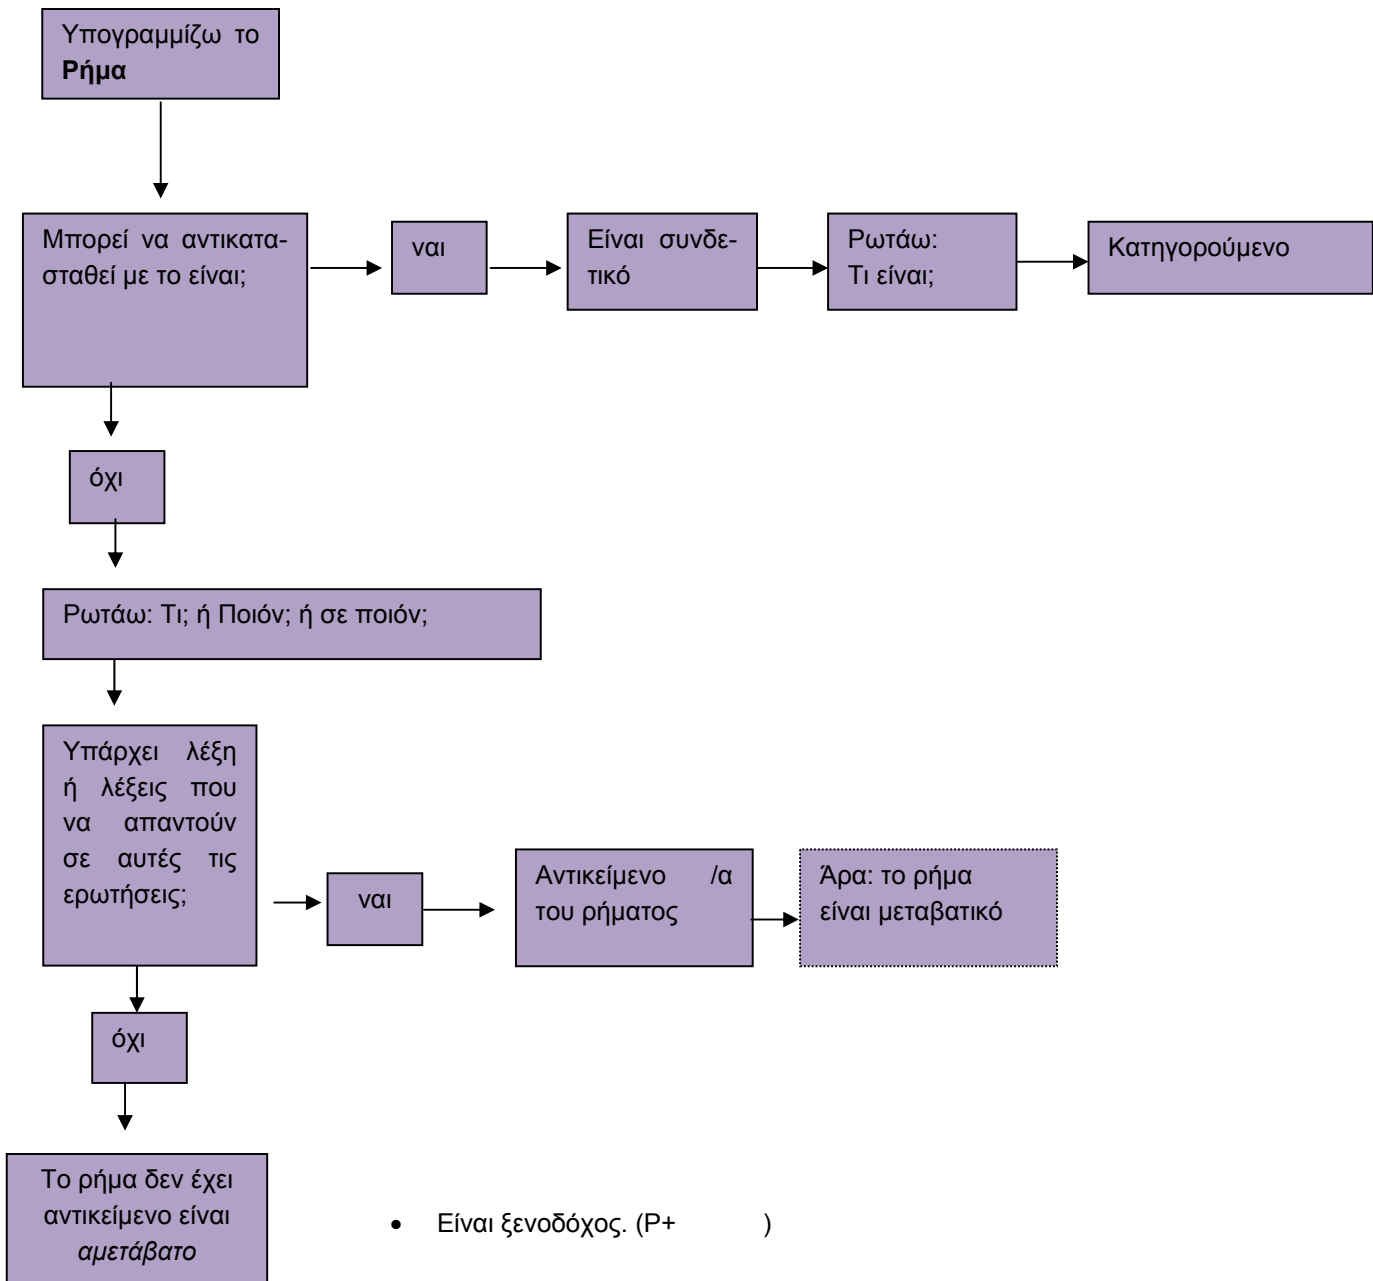 Υπογραμμίζω το
Ρήμα
Μπορεί να αντικατα-
σταθεί με το είναι;
ναι
Είναι συνδε-
τικό
Ρωτάω:
Τι είναι;
Κατηγορούμενο
όχι
Ρωτάω: Τι; ή Ποιόν; ή σε ποιόν;
Υπάρχει λέξη
ή λέξεις που
να απαντούν
σε αυτές τις
ερωτήσεις;
ναι
Αντικείμενο /α
του ρήματος
Άρα: το ρήμα
είναι μεταβατικό
όχι
Το ρήμα δεν έχει
αντικείμενο είναι
αμετάβατο
• Είναι ξενοδόχος. (Ρ+ )